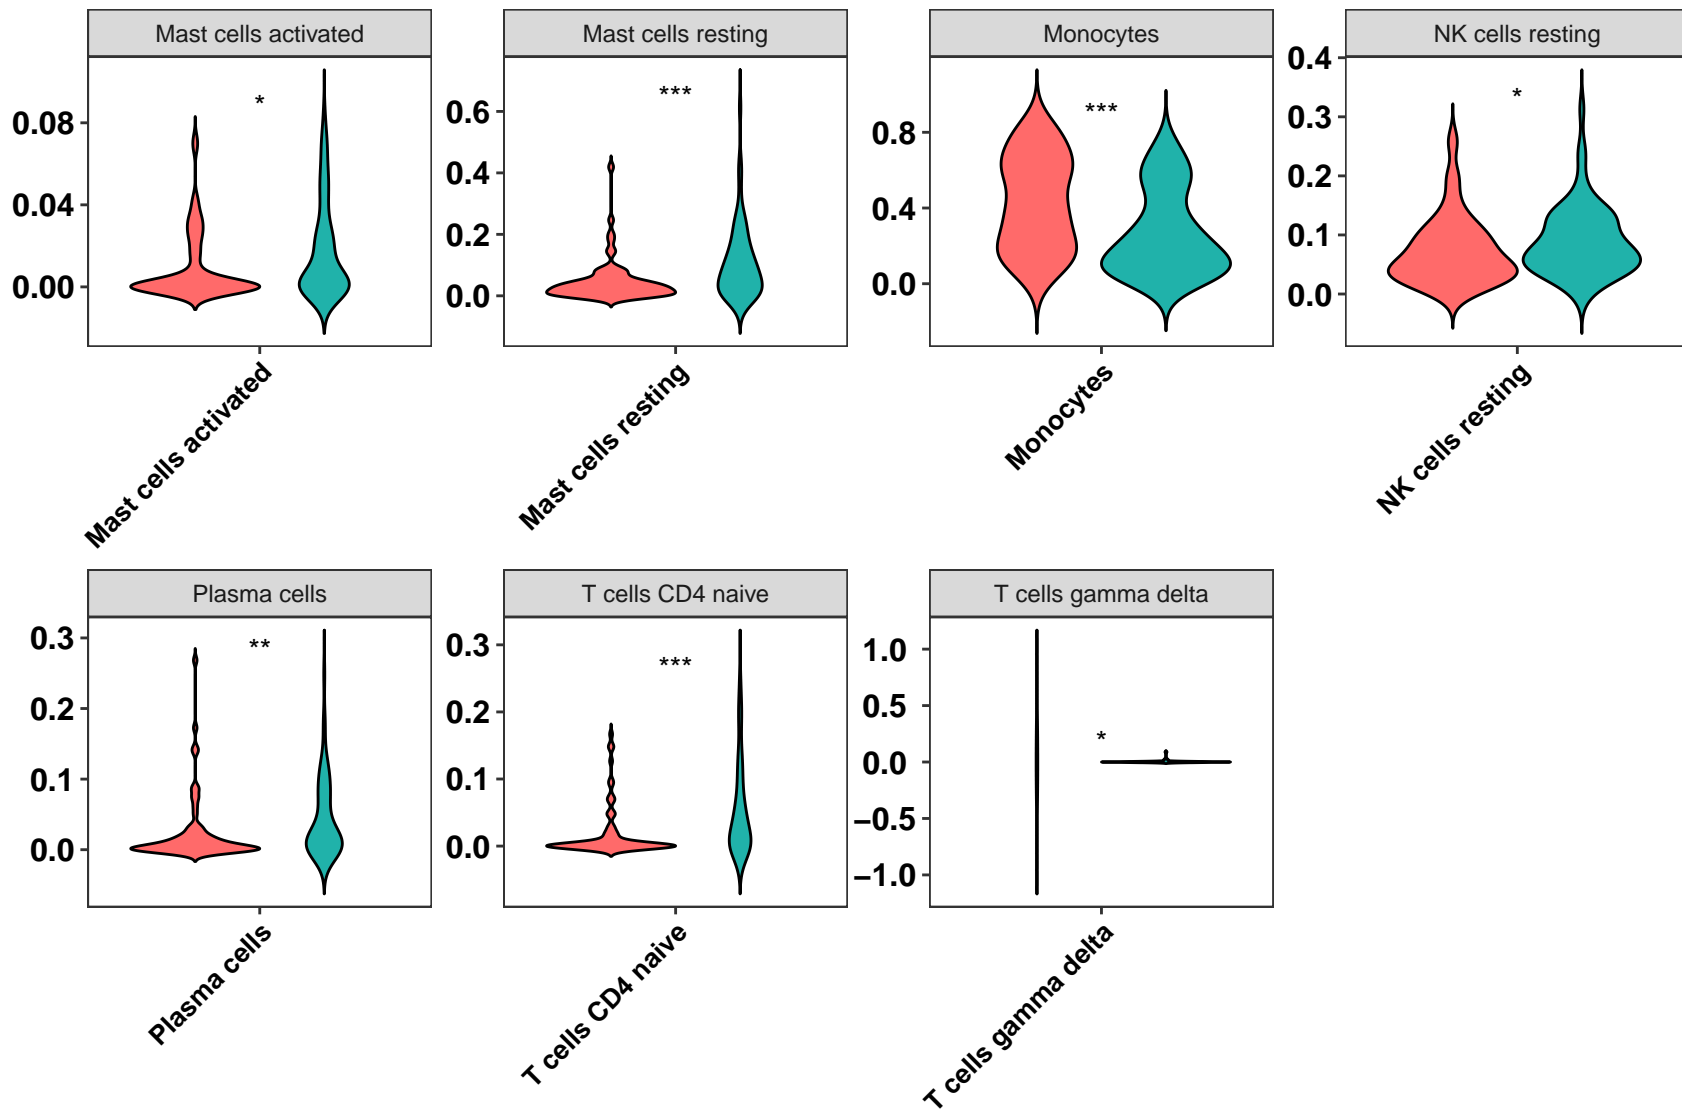 Mast cells activated
Mast cells resting
Monocytes
NK cells resting
*
***
***
*
0.08
0.04
0.00
0.6
0.4
0.2
0.0
0.8
0.4
0.0
0.4
0.3
0.2
0.1
0.0
Mast cells activated
Mast cells resting
Monocytes
NK cells resting
Plasma cells
T cells CD4 naive
T cells gamma delta
**
***
*
0.3
0.2
0.1
0.0
0.3
0.2
0.1
0.0
1.0
0.5
0.0
−0.5
−1.0
Plasma cells
T cells CD4 naive
T cells gamma delta